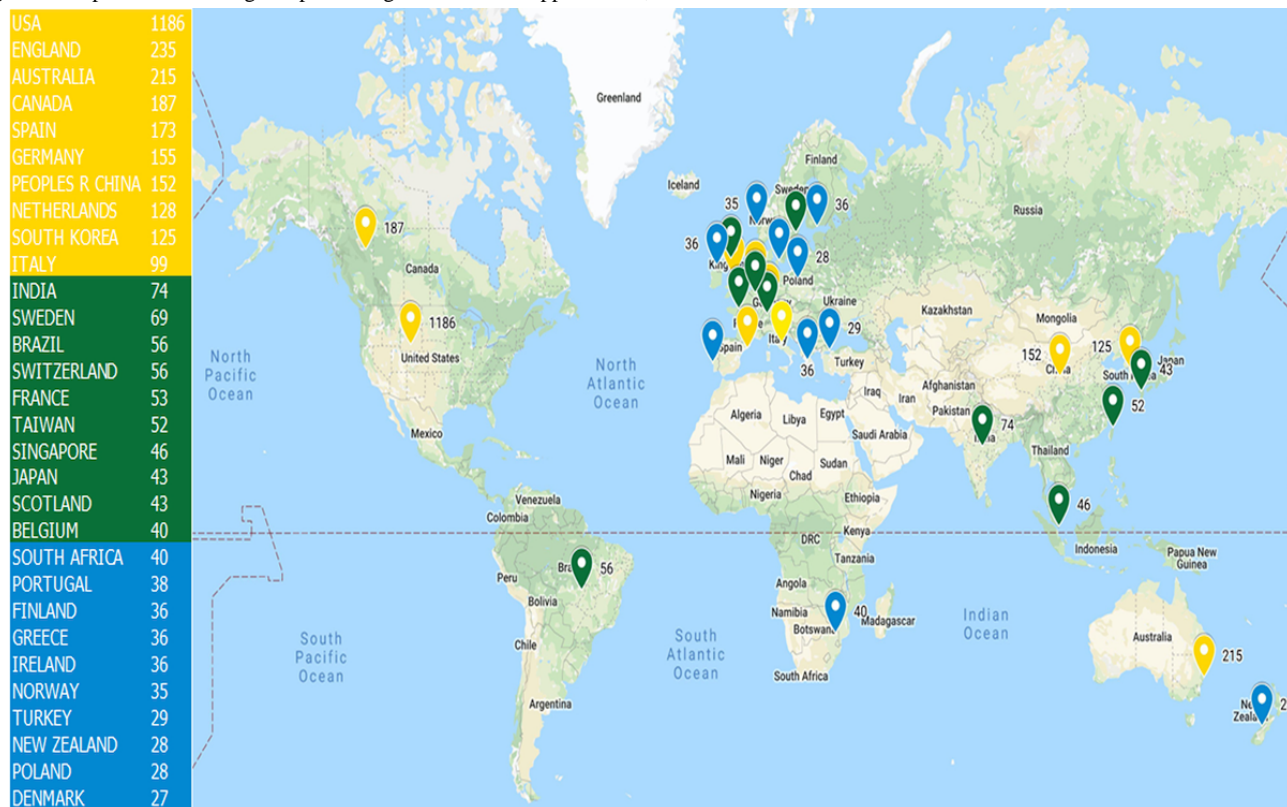 USA 1186
ENGLAND 235
AUSTRALIA 215
CANADA 187
SPAIN 173
GERMANY 155
PEOPLES R CHINA 152
NETHERLANDS 128
SOUTH KOREA 125
ITALY 99
INDIA 74
SWEDEN 69
BRAZIL 56
SWITZERLAND 56
FRANCE 53
TAIWAN 52
SINGAPORE 46
JAPAN 43
SCOTLAND 43
BELGIUM 40
SOUTH AFRICA 40
PORTUGAL 38
FINLAND 36
GREECE 36
IRELAND 36
NORWAY 35
TURKEY 29
NEW ZEALAND 28
POLAND 28
DENMARK 27
Greenland
Iceland
Finland
Russia
35
36
187
36
28
Canada
Poland
Ukraine
Kazakhstan
Mongolia
1186
United States
29
152
125
Japan
43
North
Pacific
Ocean
North
Atlantic
Ocean
Spain
36
Turkey
Iraq
Iran
Afghanistan
Pakistan
52
74
Mexico
Algeria
Libya
Egypt
Saudi Arabia
Thailand
Mali
Niger
Chad
Sudan
Nigeria
Ethiopia
46
Venezuela
Colombia
DRC
Kenya
Tanzania
Indonesia
Papua New
Guinea
56
Peru
Bolivia
Angola
Namibia
40
Madagascar
Indian
Ocean
Australia
215
Chile
South
Pacific
Ocean
South
Atlantic
Ocean
South Africa
Argentina